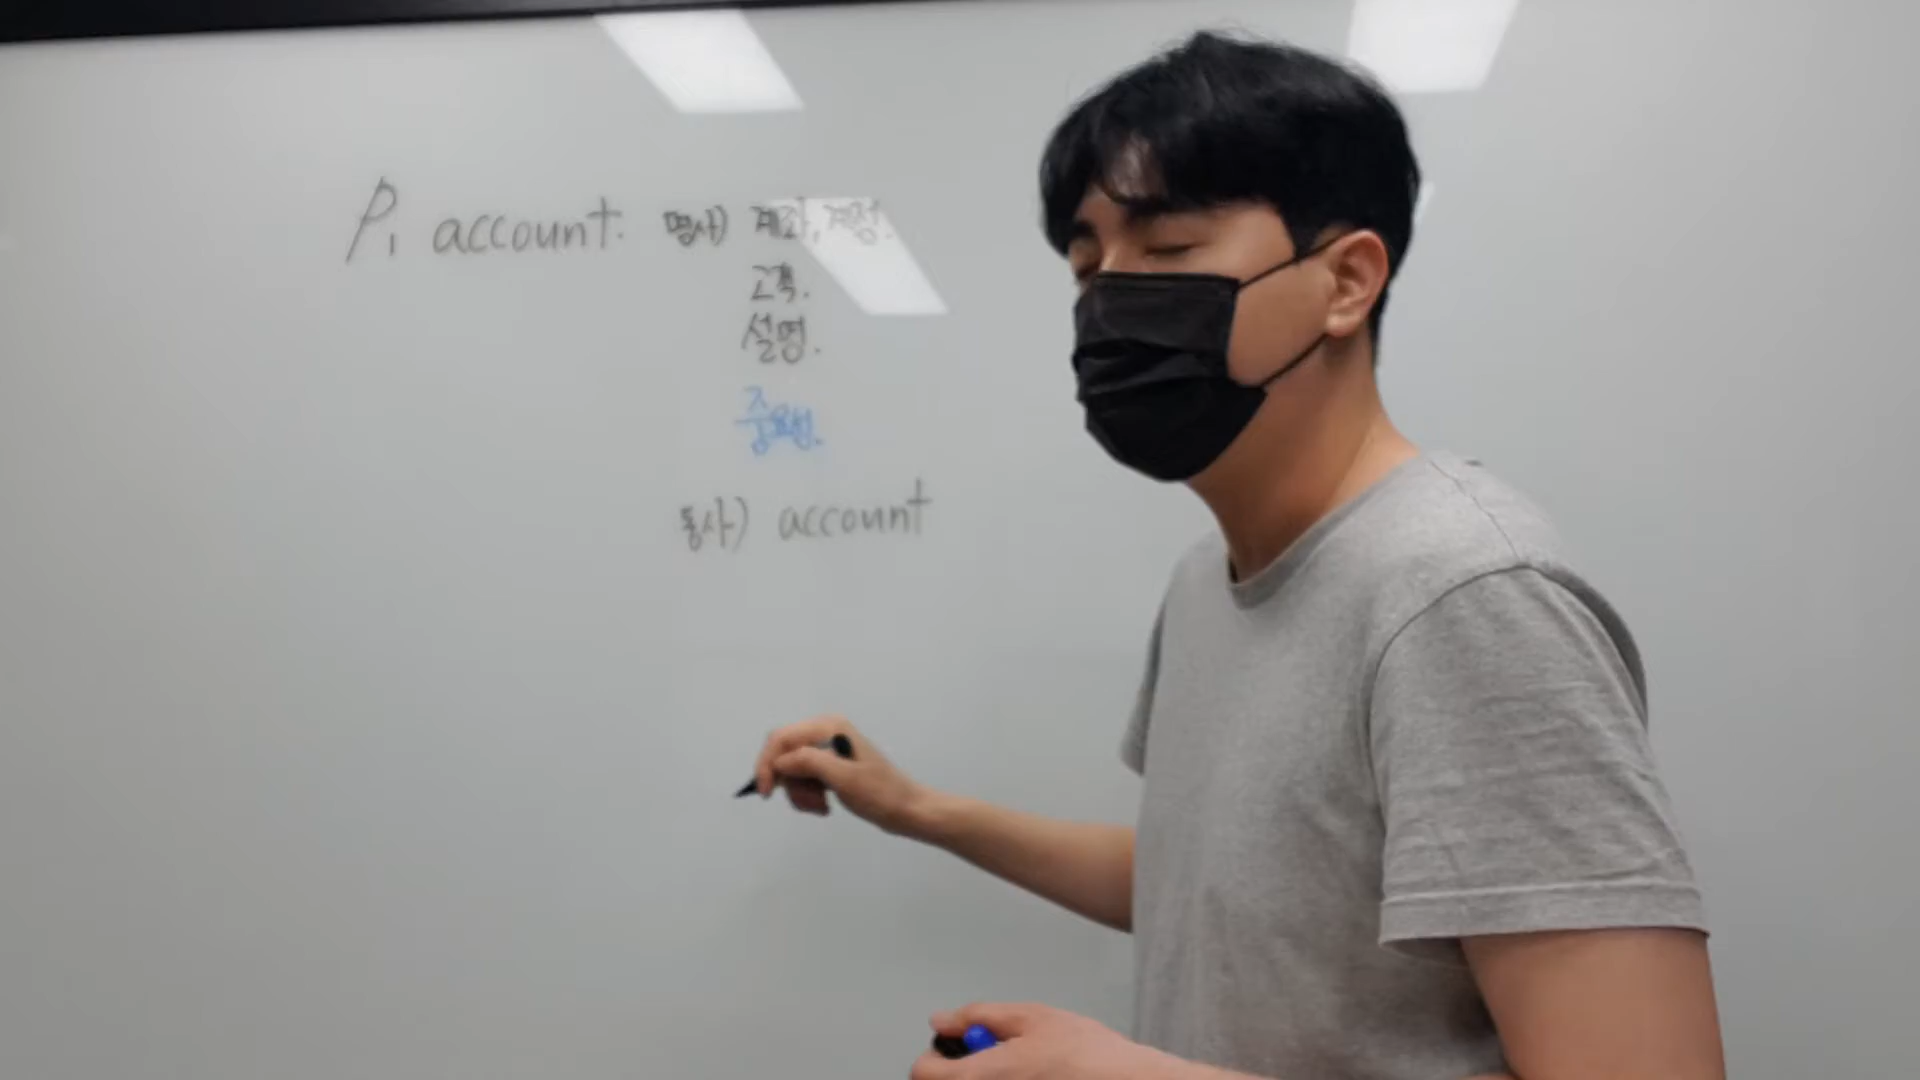 P1 account: 명사) 계좌, 계정.
고객.
설명.
중요성.
동사) account